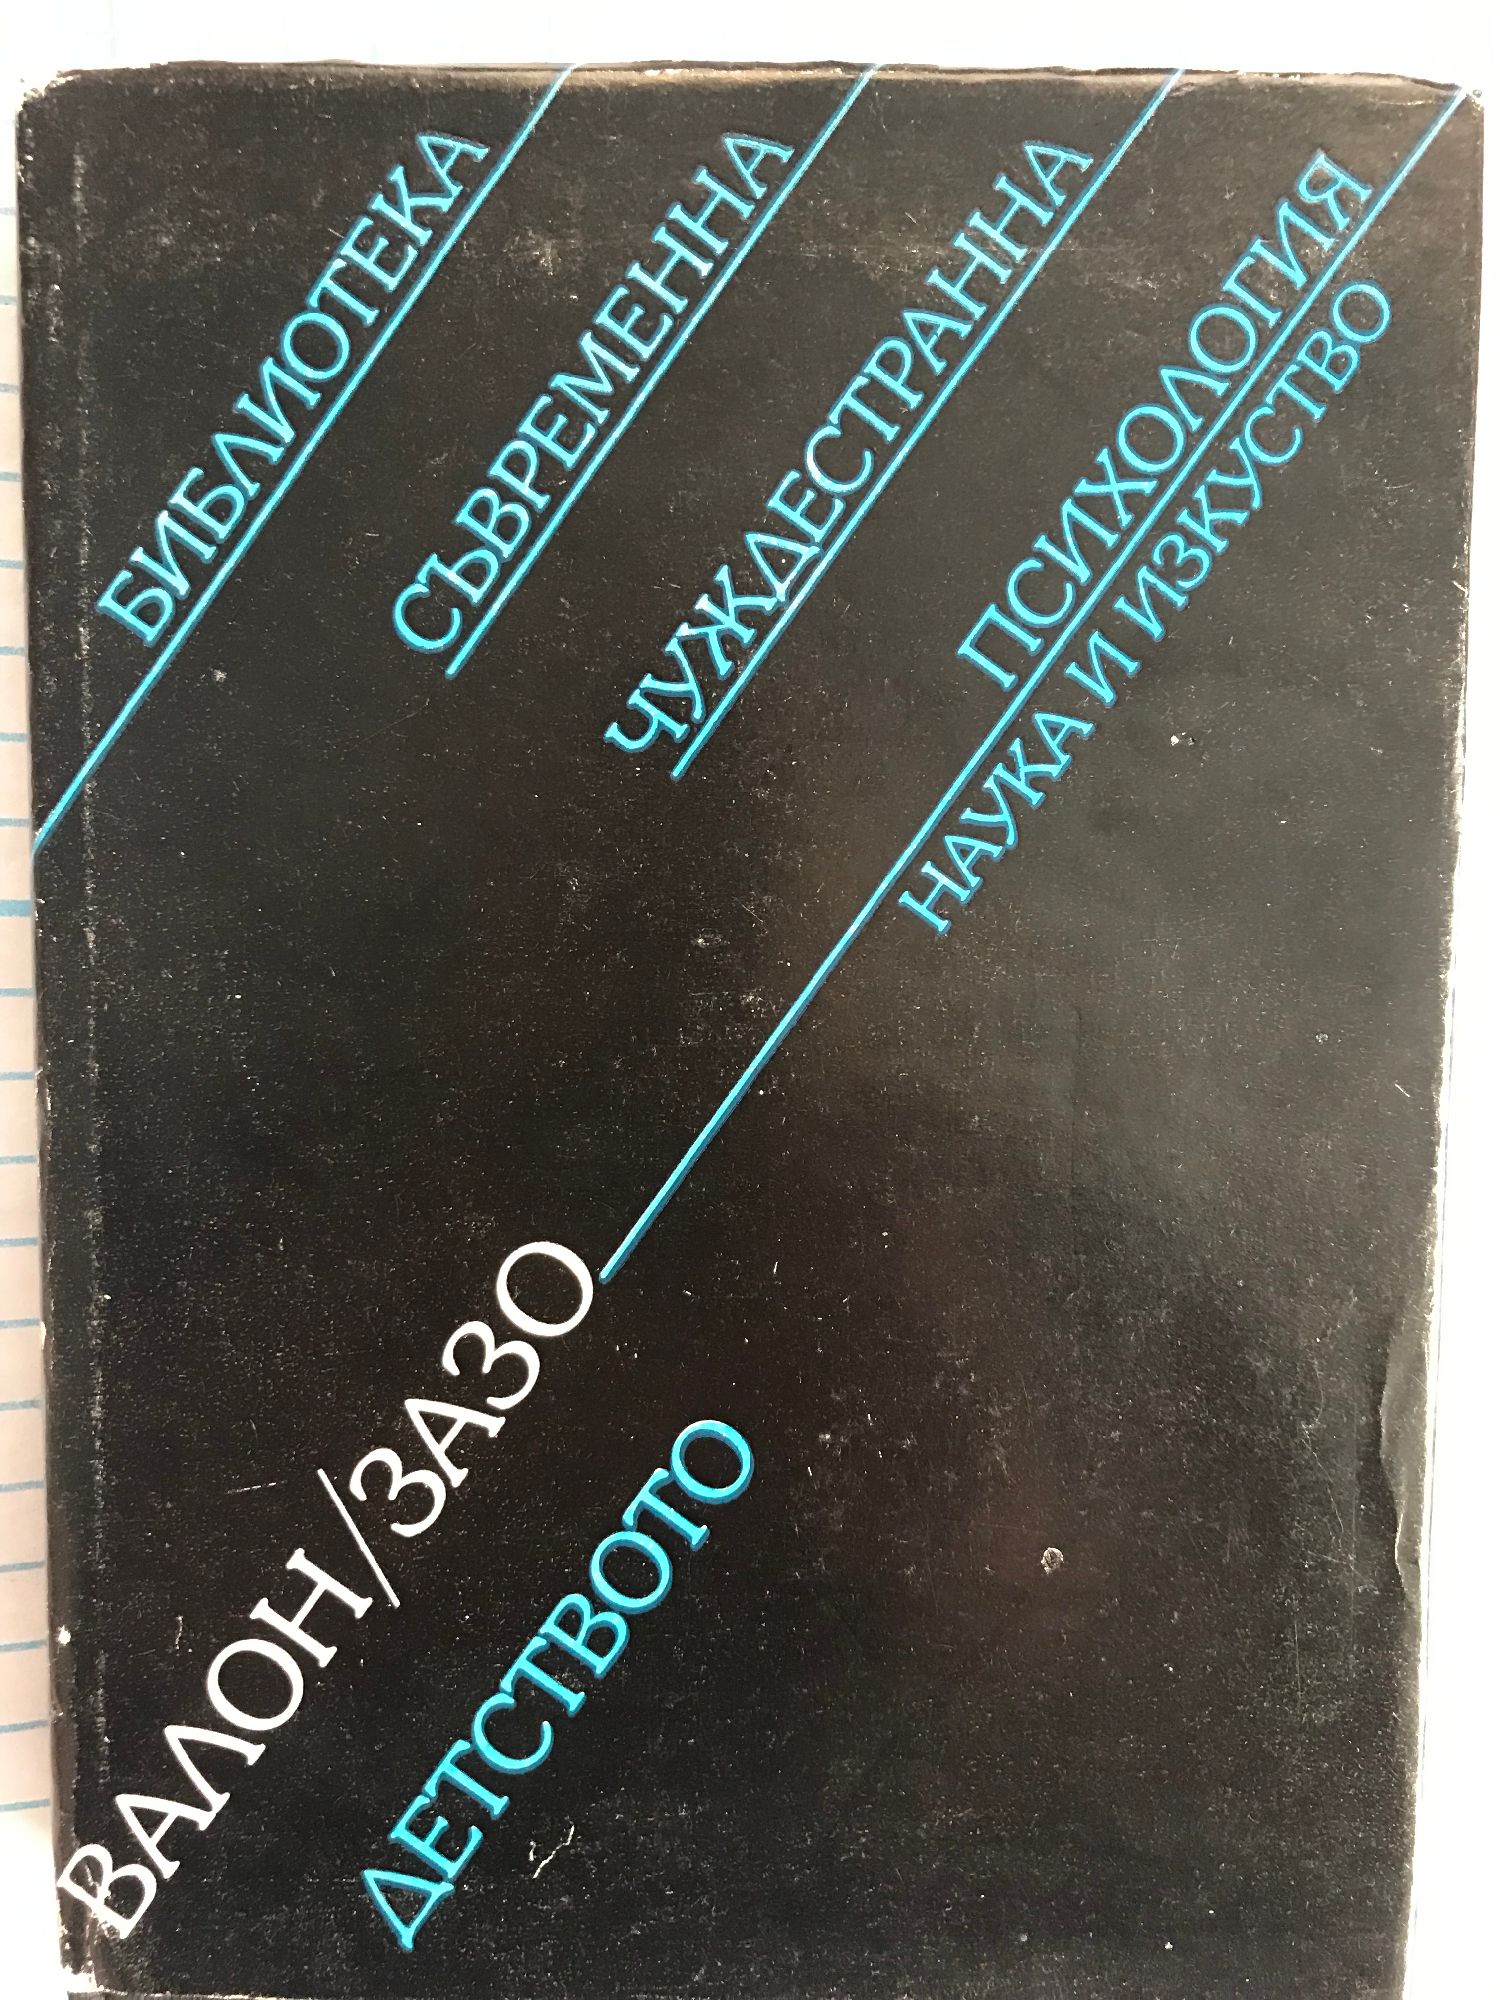 БИБЛИОТЕКА
СЪВРЕМЕННА
ЧУЖДЕСТРАННА
ПСИХОЛОГИЯ
НАУКА И ИЗКУСТВО
ВАЛОН/ЗАЗО
ДЕТСТВОТО